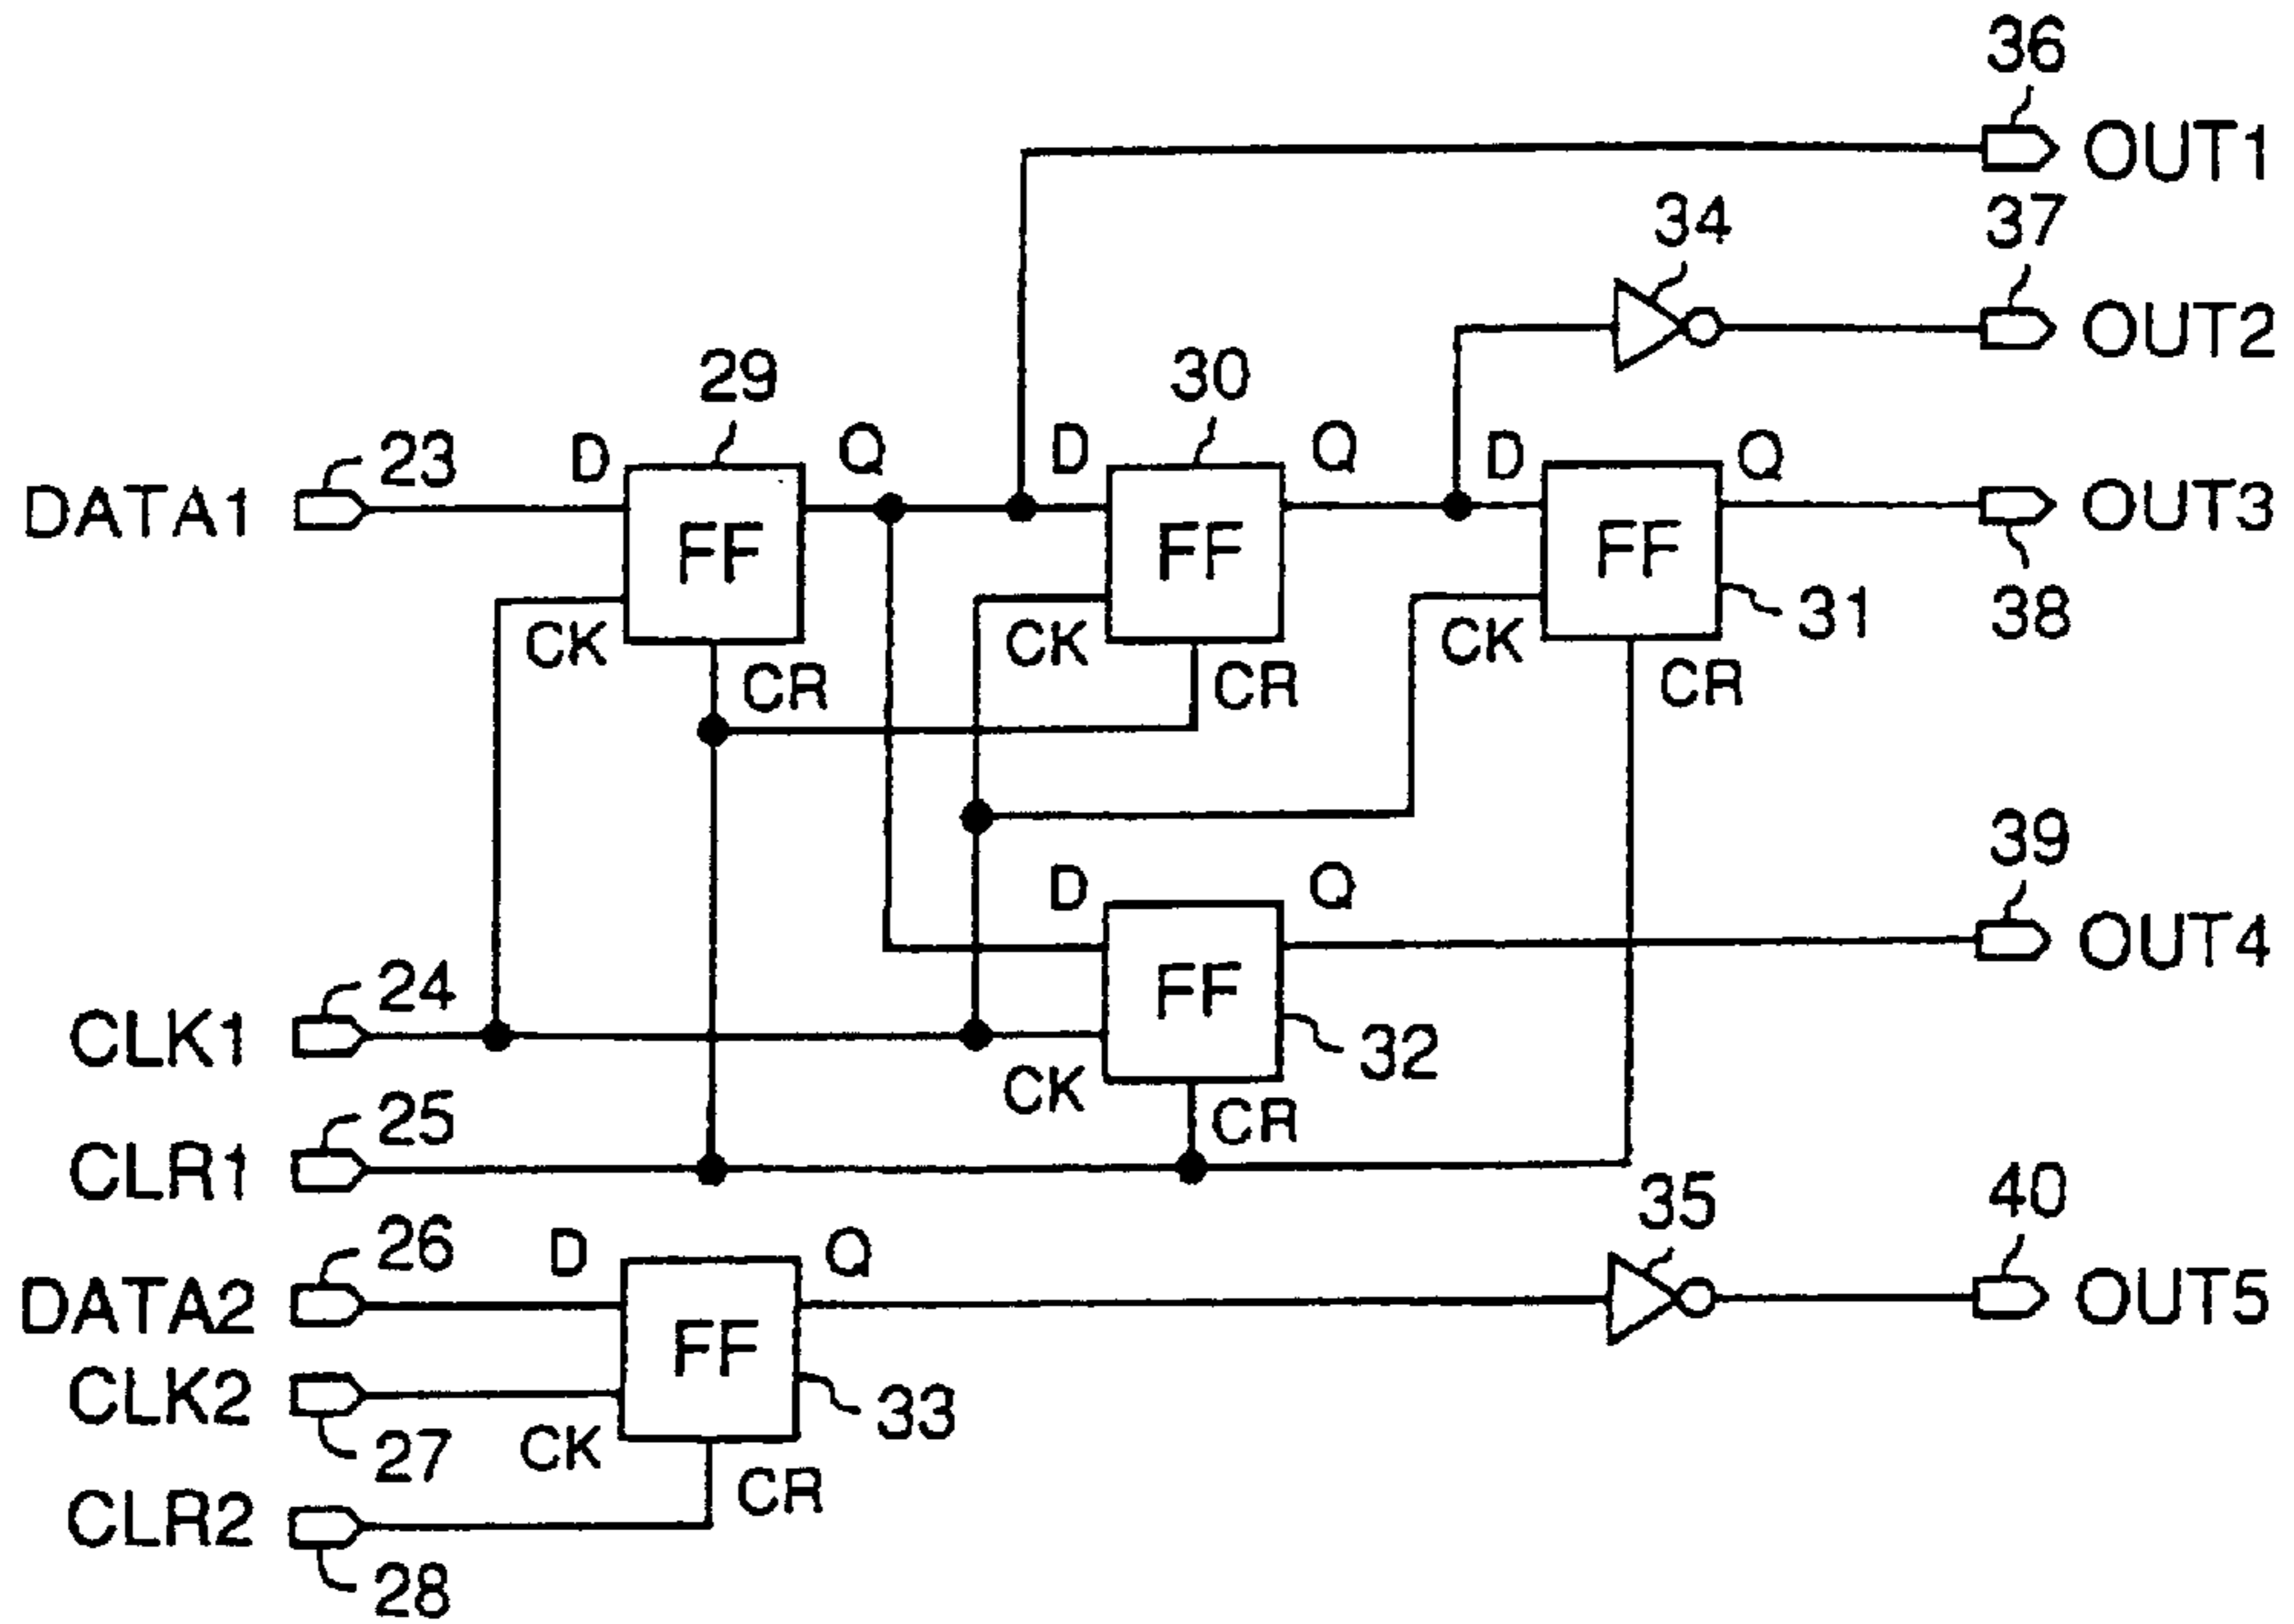 36
OUT1
34
37
OUT2
29
30
DATA1
23
D
Q
D
Q
D
Q
OUT3
FF
FF
FF
31
38
CK
CR
CK
CR
CK
CR
39
D
Q
OUT4
CLK1
24
FF
32
CK
CR
CLR1
25
35
40
DATA2
26
D
Q
OUT5
FF
CLK2
27
CK
33
CR
CLR2
28